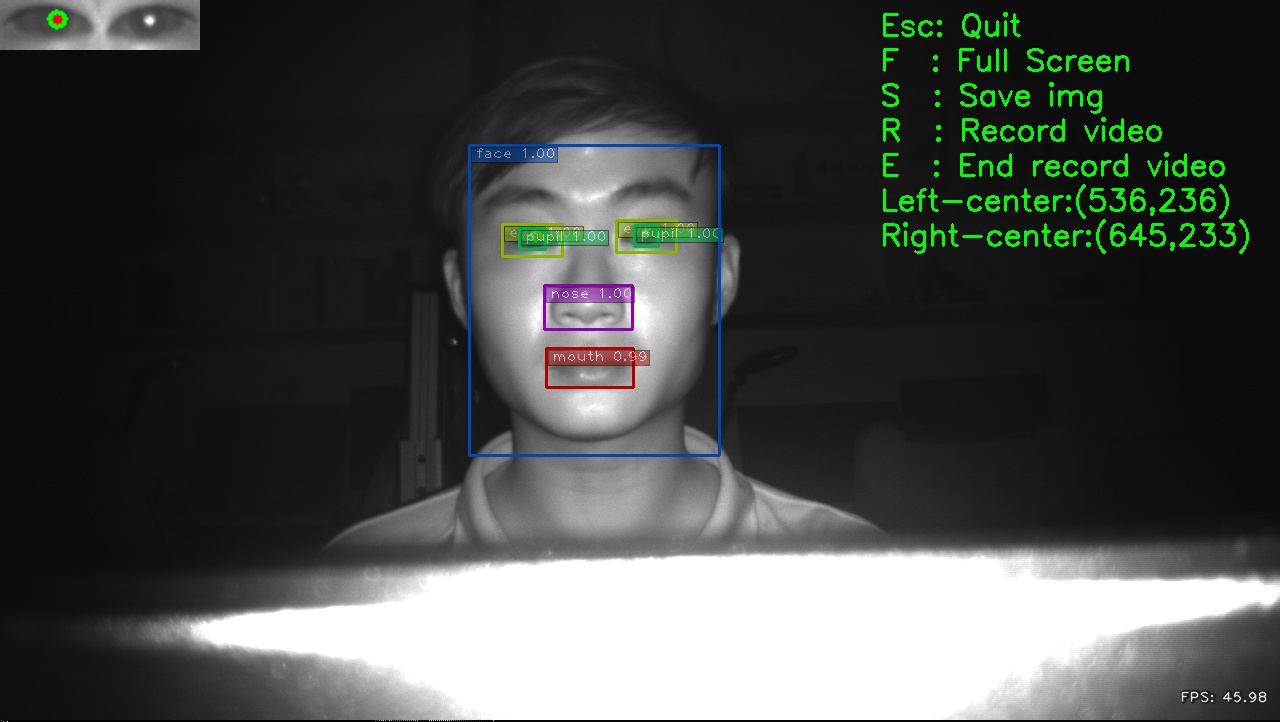 Esc: Quit
F : Full Screen
S : Save img
R : Record video
E : End record video
Left-center:(536,236)
Right-center:(645,233)
face 1.00
pupil 1.00
pupil 1.00
nose 1.00
mouth 0.99
FPS: 45.98